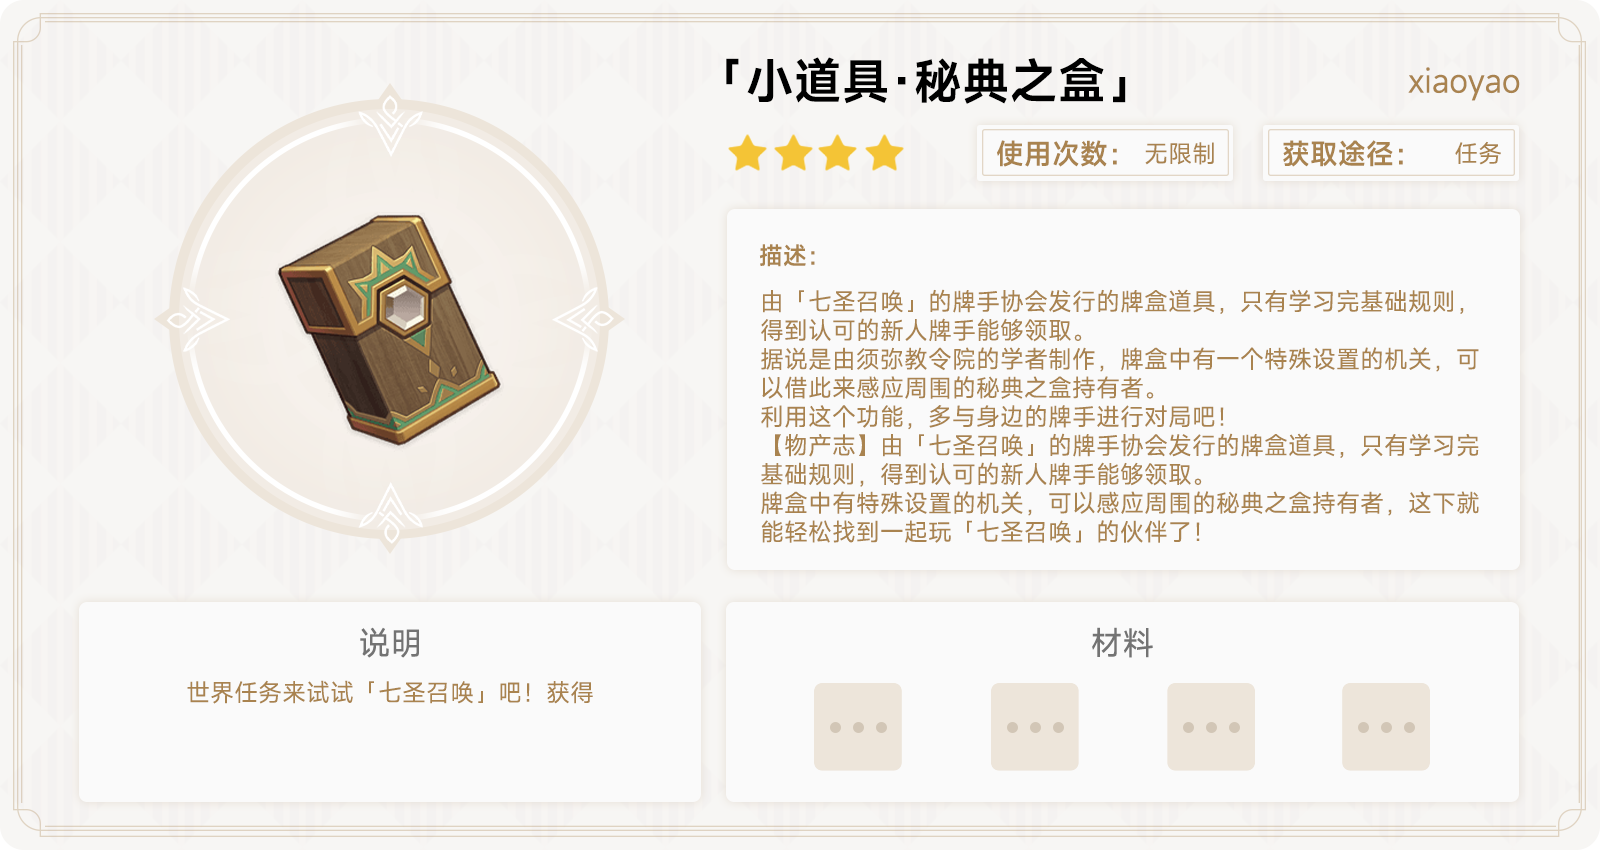 「小道具·秘典之盒」
xiaoyao
使用次数： 无限制
获取途径： 任务
描述：
由「七圣召唤」的牌手协会发行的牌盒道具，只有学习完基础规则，
得到认可的新人牌手能够领取。
据说是由须弥教令院的学者制作，牌盒中有一个特殊设置的机关，可
以借此来感应周围的秘典之盒持有者。
利用这个功能，多与身边的牌手进行对局吧！
【物产志】由「七圣召唤」的牌手协会发行的牌盒道具，只有学习完
基础规则，得到认可的新人牌手能够领取。
牌盒中有特殊设置的机关，可以感应周围的秘典之盒持有者，这下就
能轻松找到一起玩「七圣召唤」的伙伴了！
说明
世界任务来试试「七圣召唤」吧！获得
材料